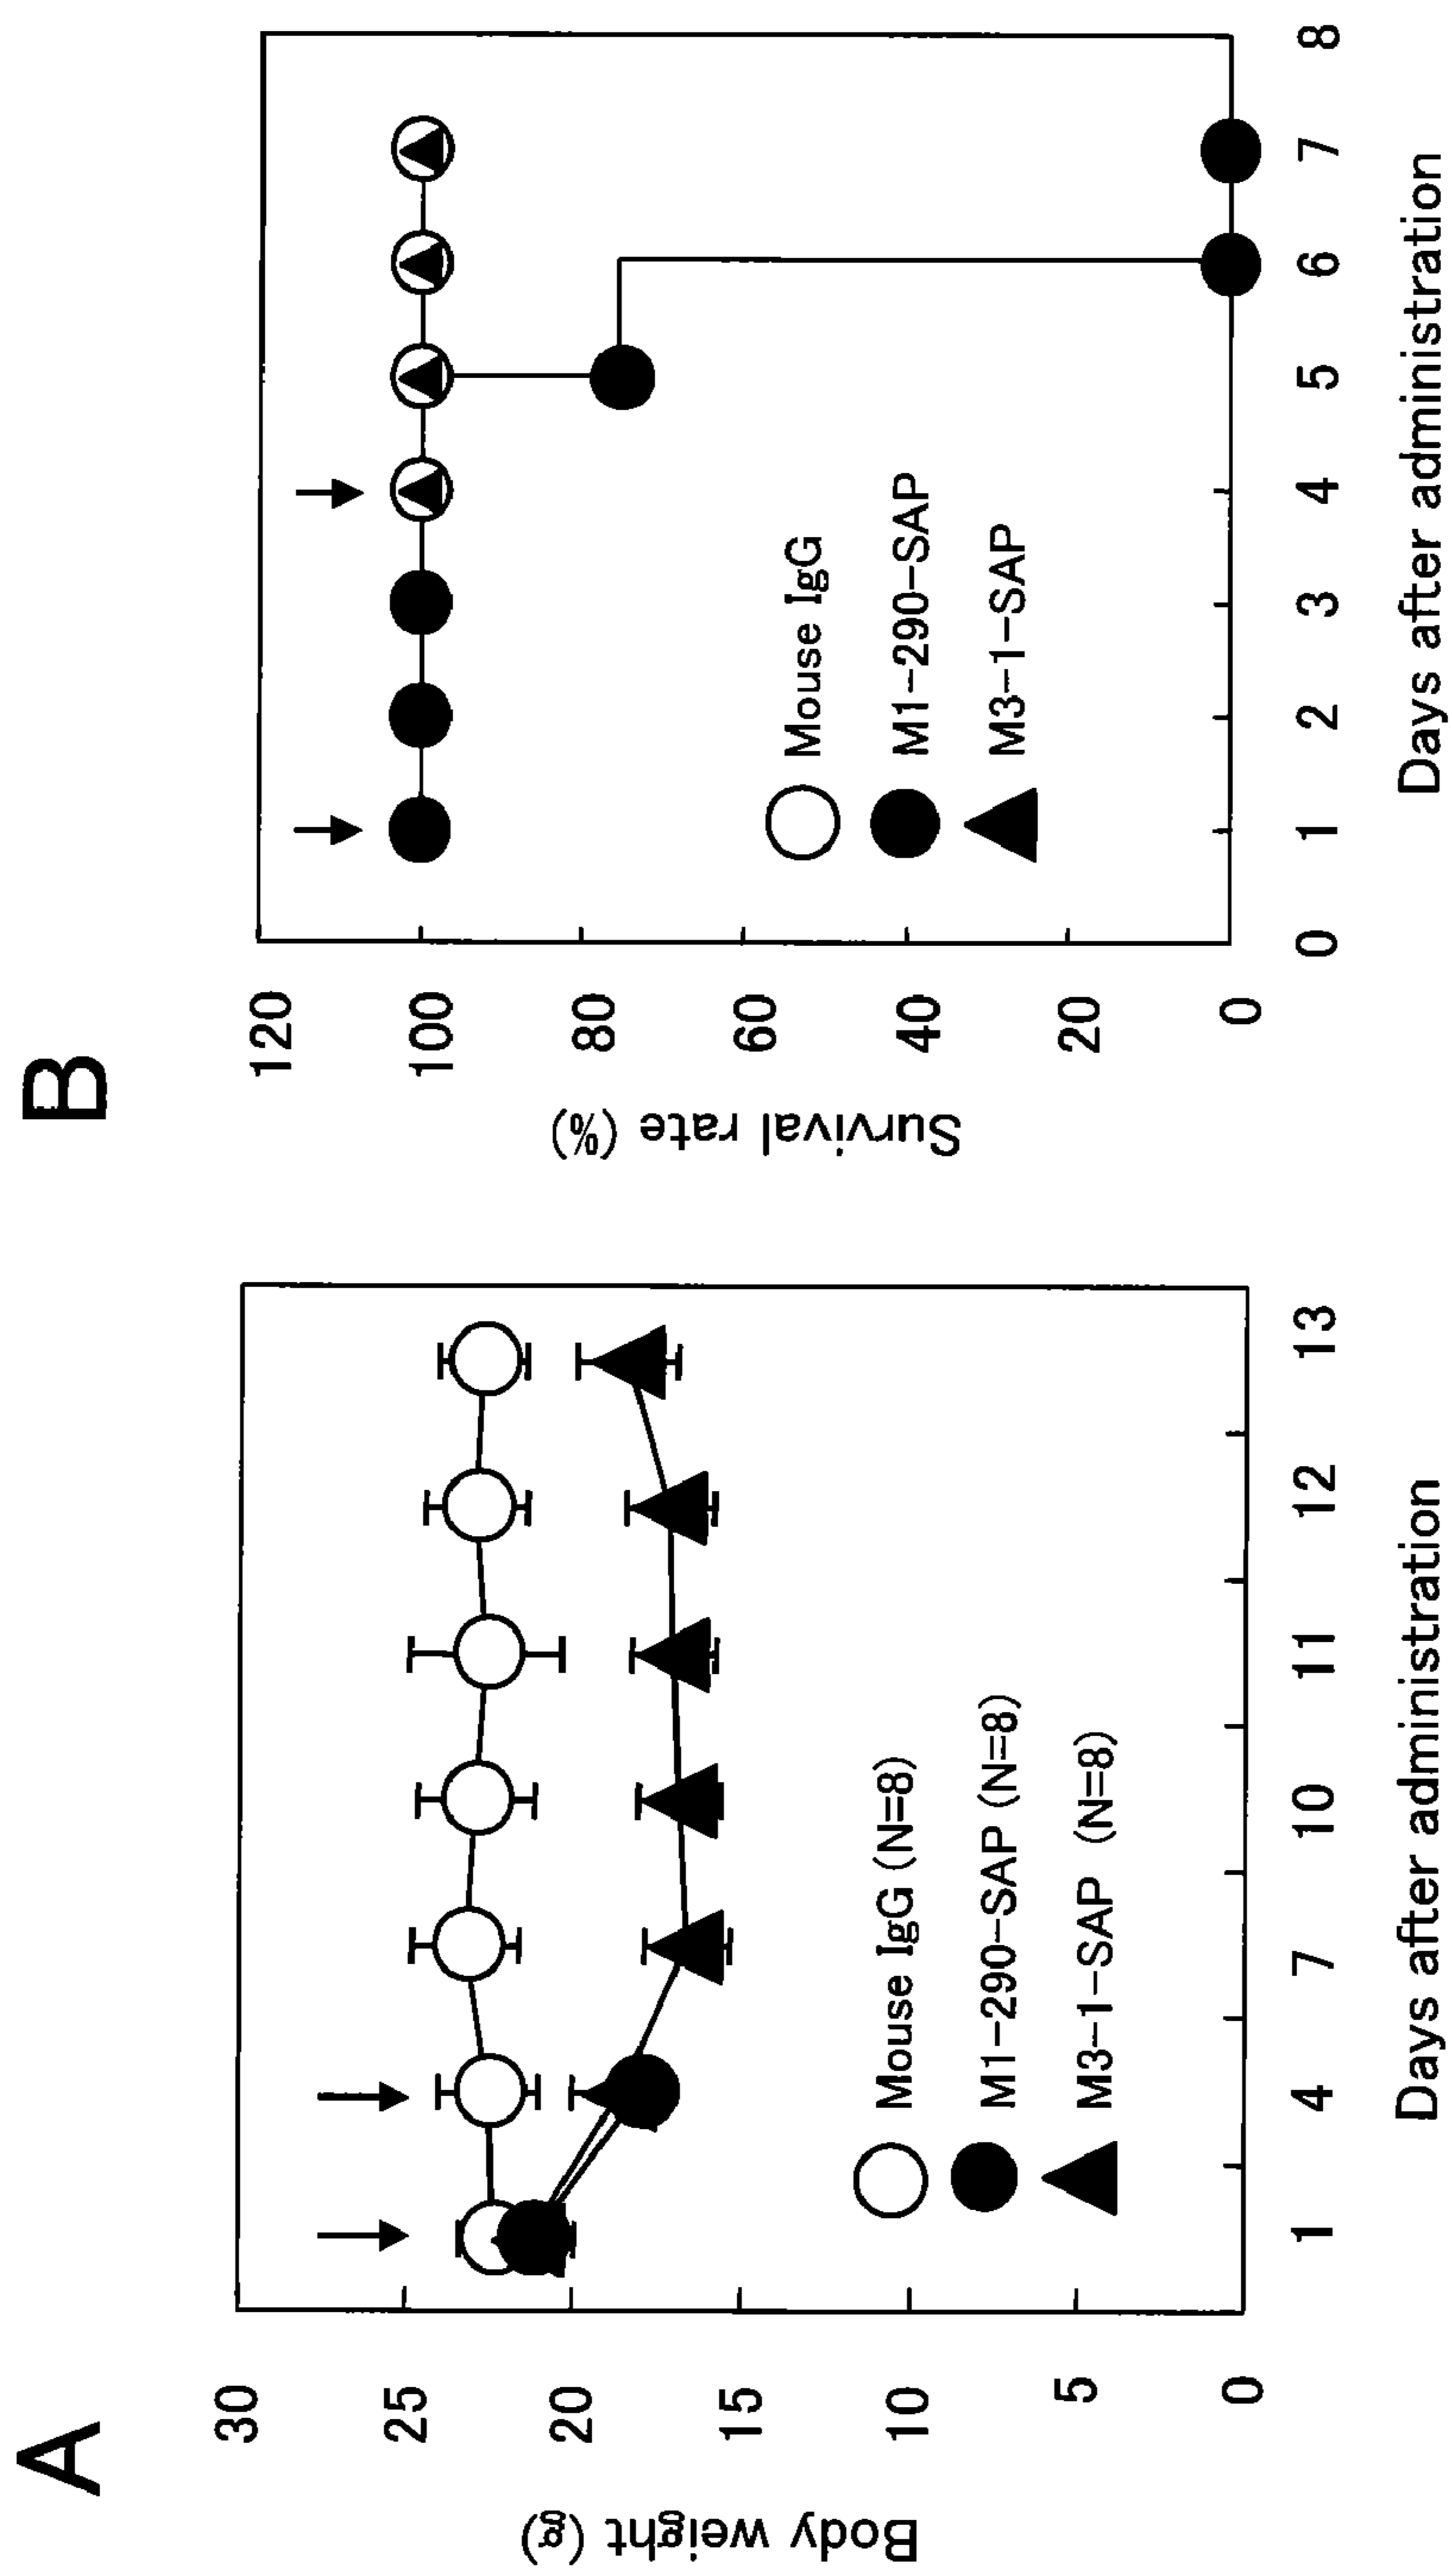 A
Body weight (g)
30
25
20
15
10
5
0
Mouse IgG (N=8)
M1-290-SAP (N=8)
M3-1-SAP (N=8)
1 4 7 10 11 12 13
Days after administration
B
Survival rate (%)
120
100
80
60
40
20
0
Mouse IgG
M1-290-SAP
M3-1-SAP
0 1 2 3 4 5 6 7 8
Days after administration